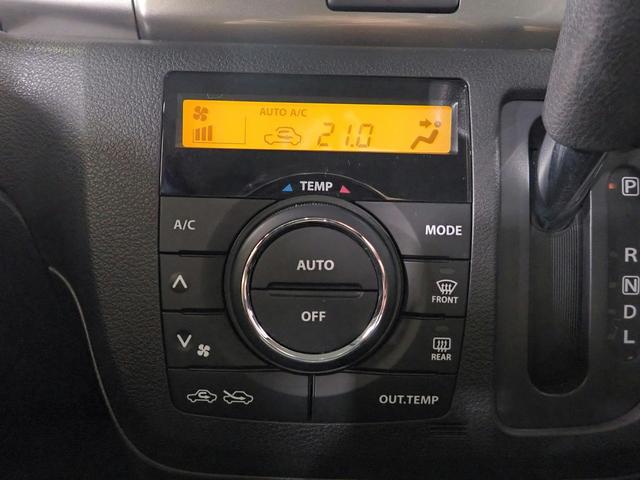 AUTO A/C
21.0
TEMP
A/C
MODE
AUTO
OFF
FRONT
REAR
OUT.TEMP
P
R
N
D
L